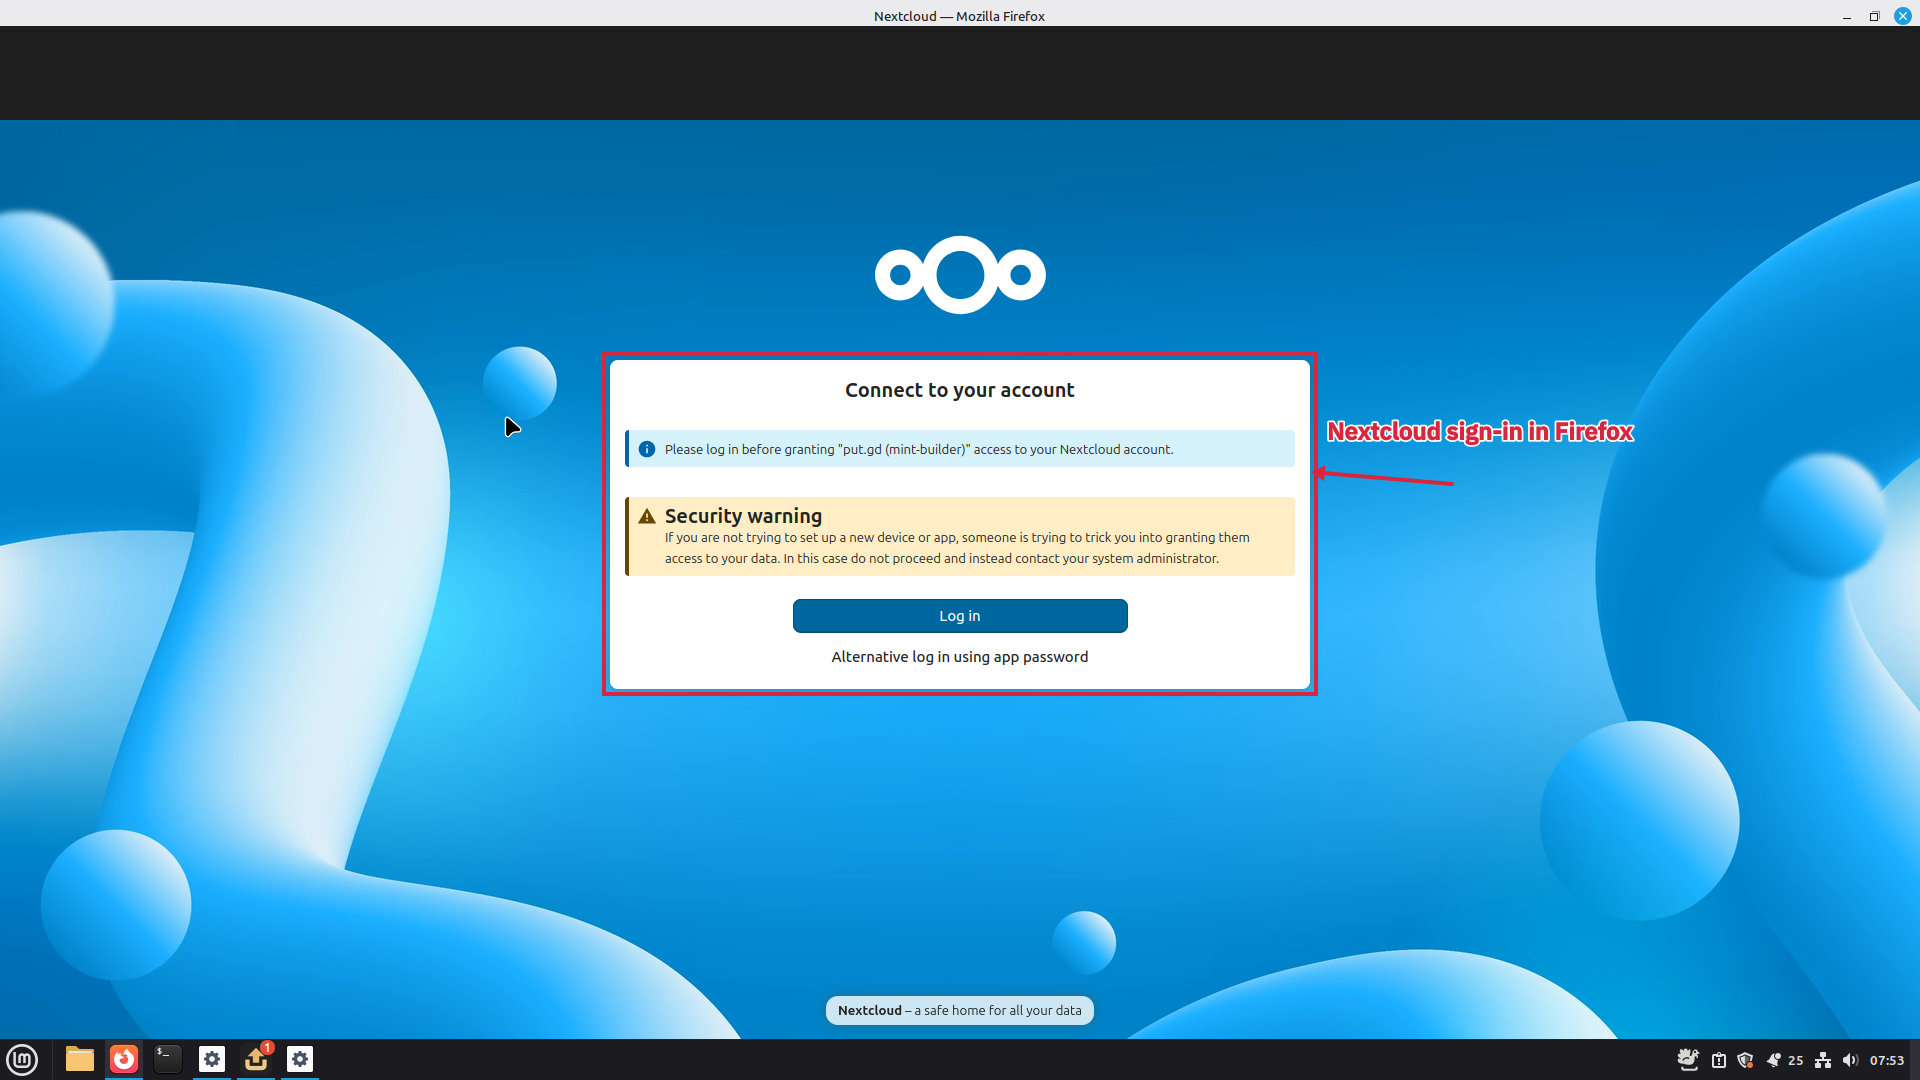 Nextcloud — Mozilla Firefox
Connect to your account
Please log in before granting "put.gd (mint-builder)" access to your Nextcloud account.
Nextcloud sign-in in Firefox
Security warning
If you are not trying to set up a new device or app, someone is trying to trick you into granting them
access to your data. In this case do not proceed and instead contact your system administrator.
Log in
Alternative log in using app password
Nextcloud – a safe home for all your data
lm
$_
1
25
07:53